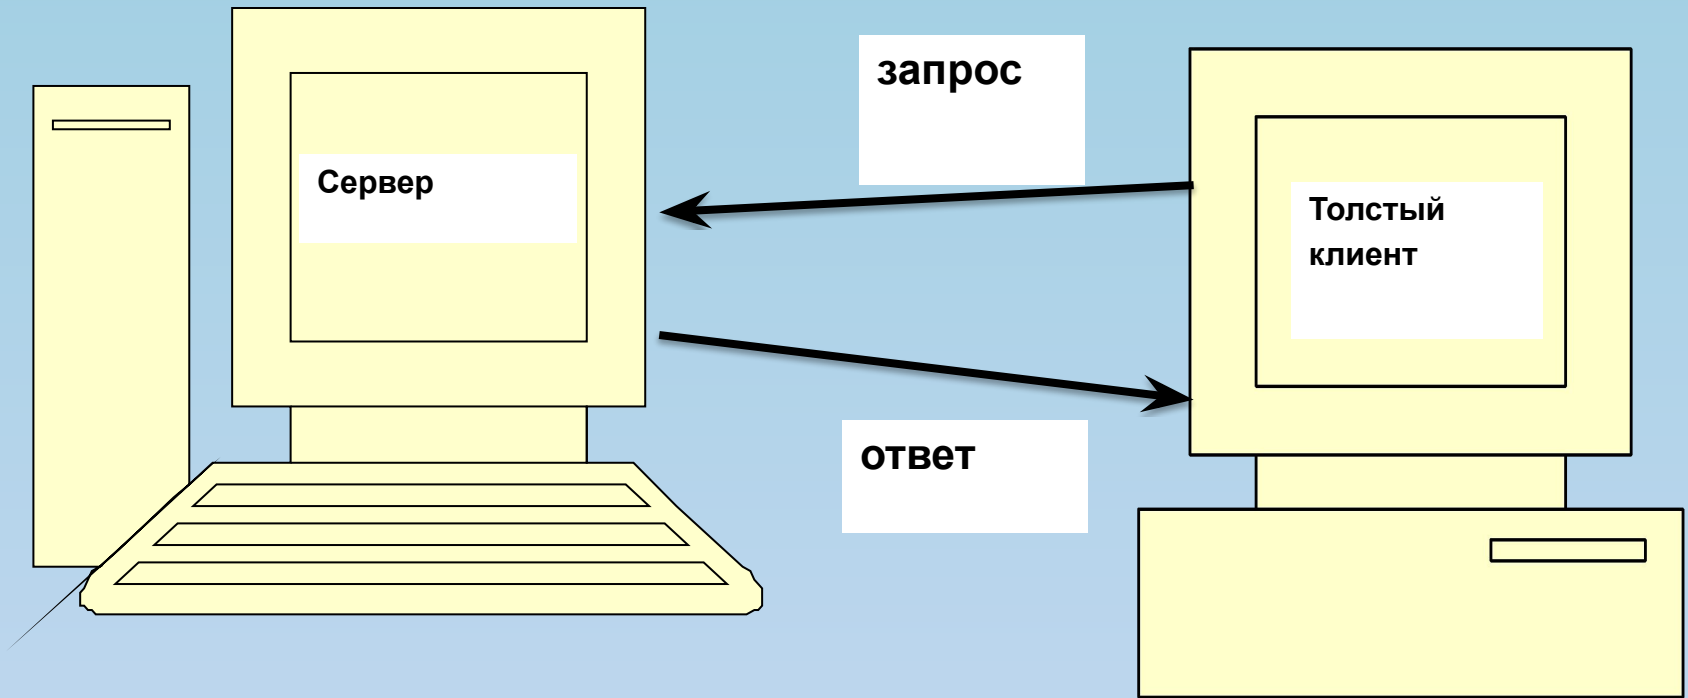 запрос
Сервер
Толстый
клиент
ответ